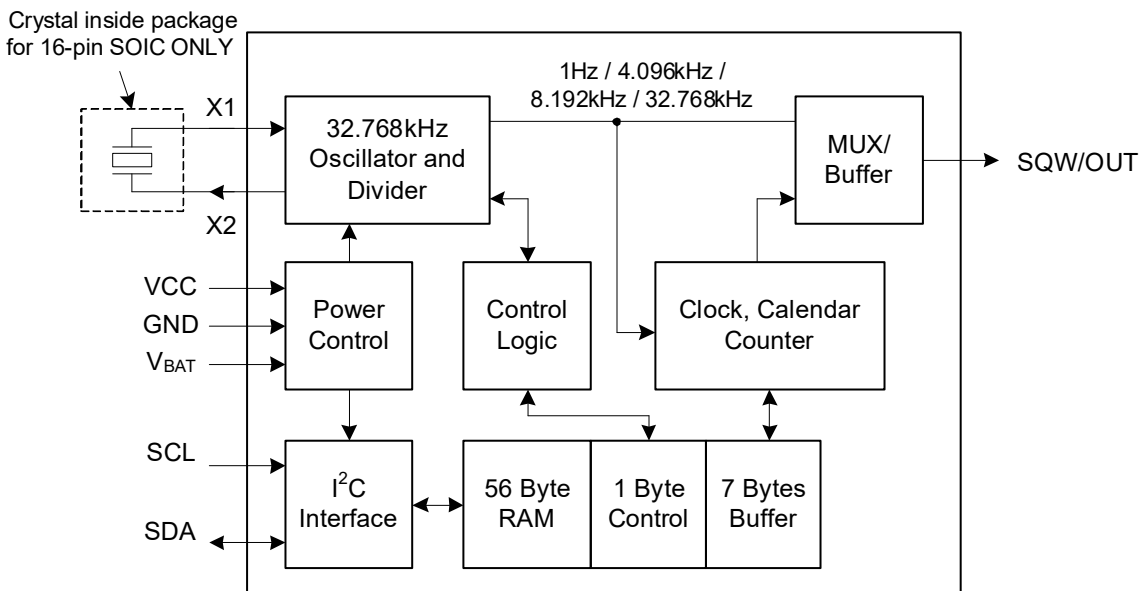 Crystal inside package
for 16-pin SOIC ONLY
X1
X2
1Hz / 4.096kHz /
8.192kHz / 32.768kHz
32.768kHz
Oscillator and
Divider
MUX/
Buffer
SQW/OUT
VCC
GND
VBAT
Power
Control
Control
Logic
Clock, Calendar
Counter
SCL
SDA
I²C
Interface
56 Byte
RAM
1 Byte
Control
7 Bytes
Buffer